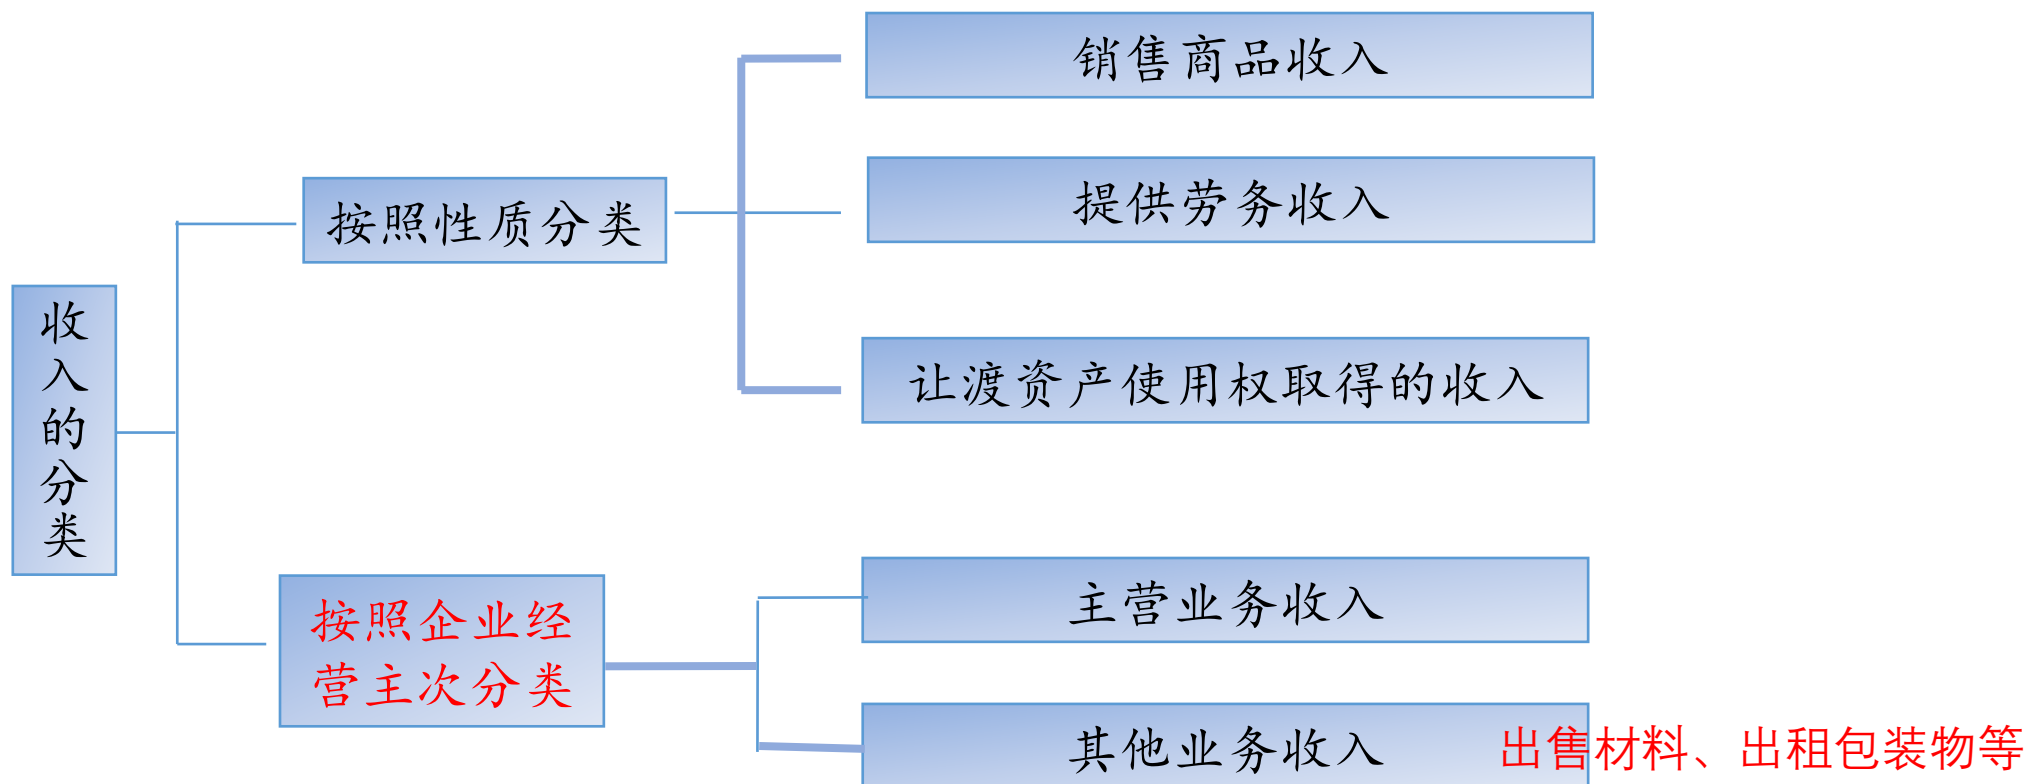 收入的分类
按照性质分类
销售商品收入
提供劳务收入
让渡资产使用权取得的收入
按照企业经
营主次分类
主营业务收入
其他业务收入
出售材料、出租包装物等